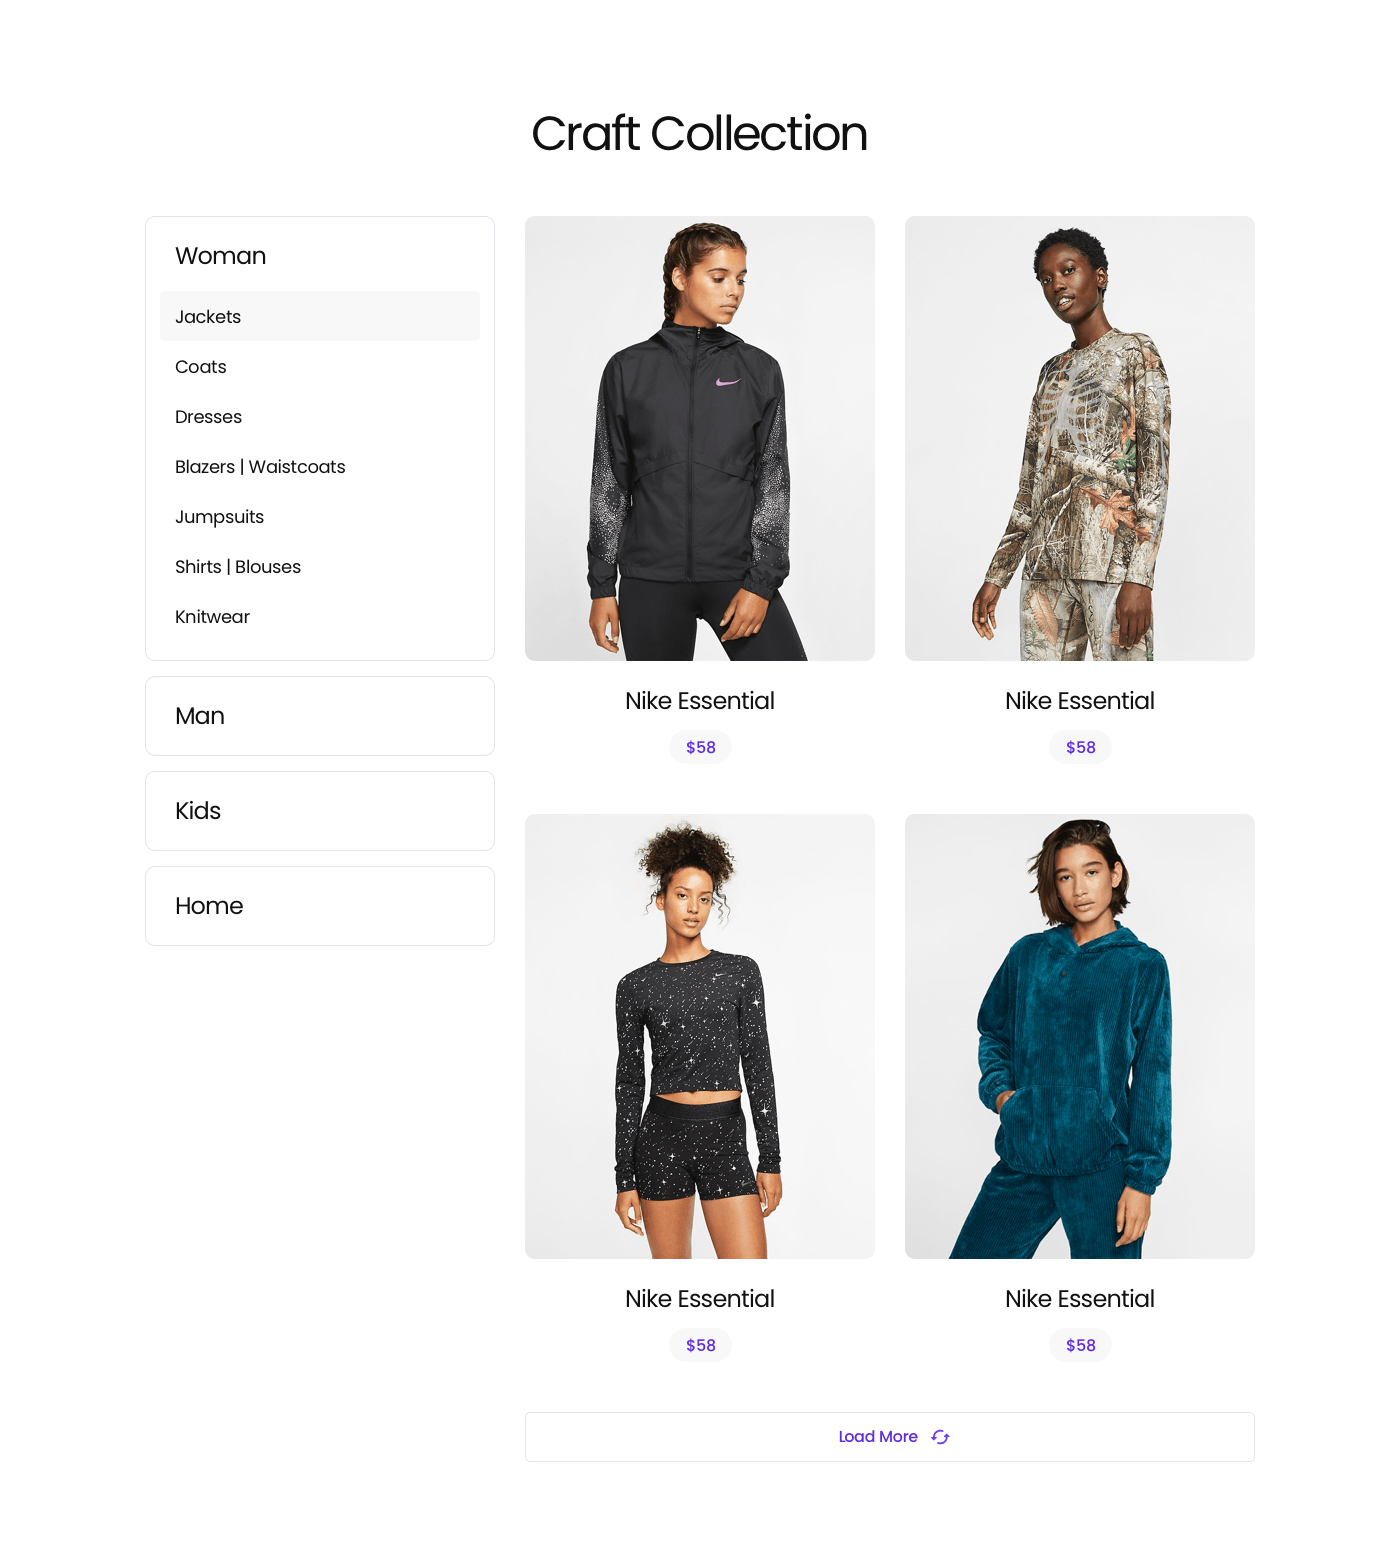 Craft Collection
Woman
Jackets
Coats
Dresses
Blazers | Waistcoats
Jumpsuits
Shirts | Blouses
Knitwear
Man
Kids
Home
Nike Essential
$58
Nike Essential
$58
Nike Essential
$58
Nike Essential
$58
Load More